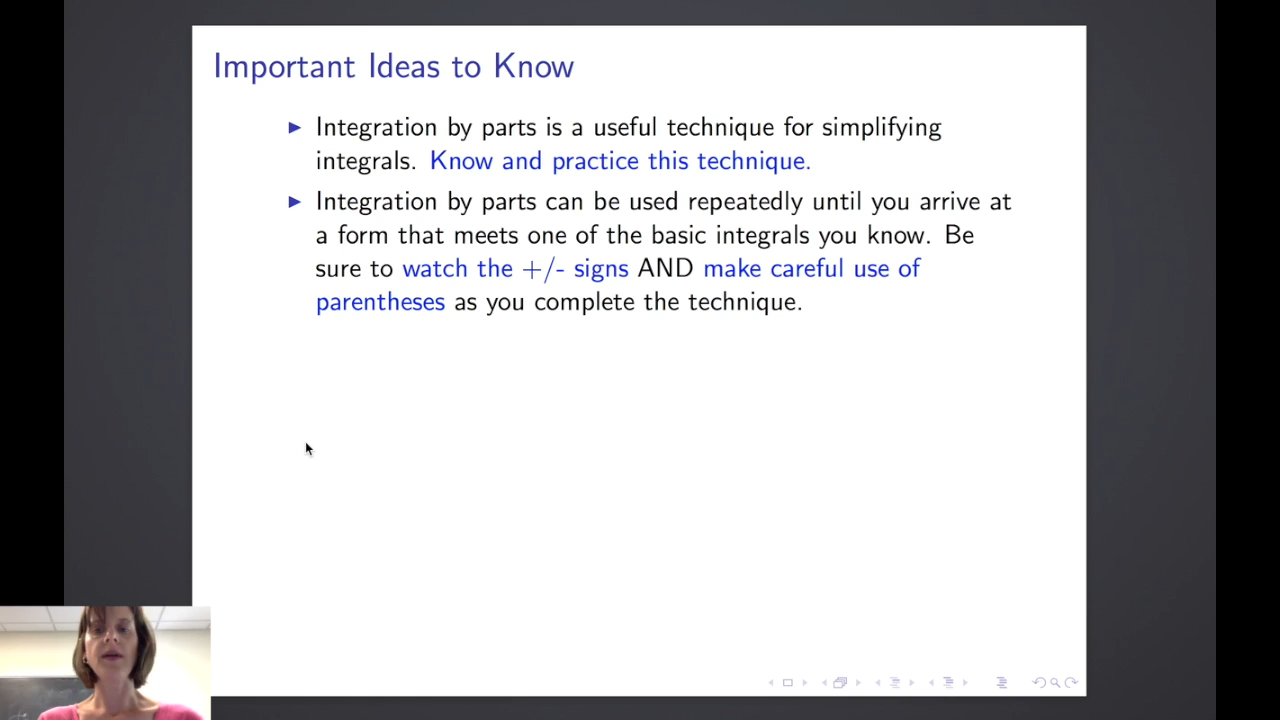 Important Ideas to Know
Integration by parts is a useful technique for simplifying
integrals. Know and practice this technique.
Integration by parts can be used repeatedly until you arrive at
a form that meets one of the basic integrals you know. Be
sure to watch the +/- signs AND make careful use of
parentheses as you complete the technique.